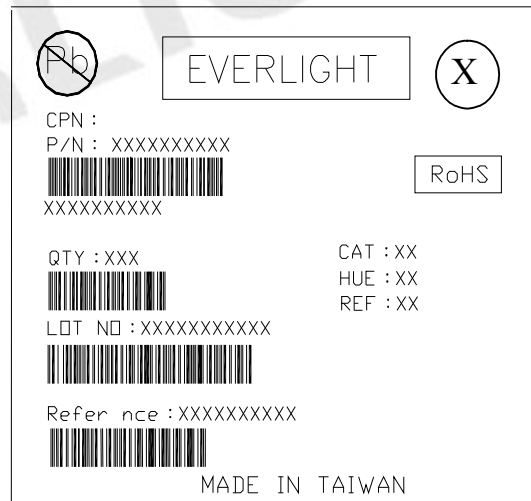 Pb EVERLIGHT X
CPN :
P/N : XXXXXXXXXX
RoHS
XXXXXXXXXX
QTY : XXX
CAT : XX
HUE : XX
REF : XX
LOT NO : XXXXXXXXXXX
Refer nce : XXXXXXXXXX
MADE IN TAIWAN